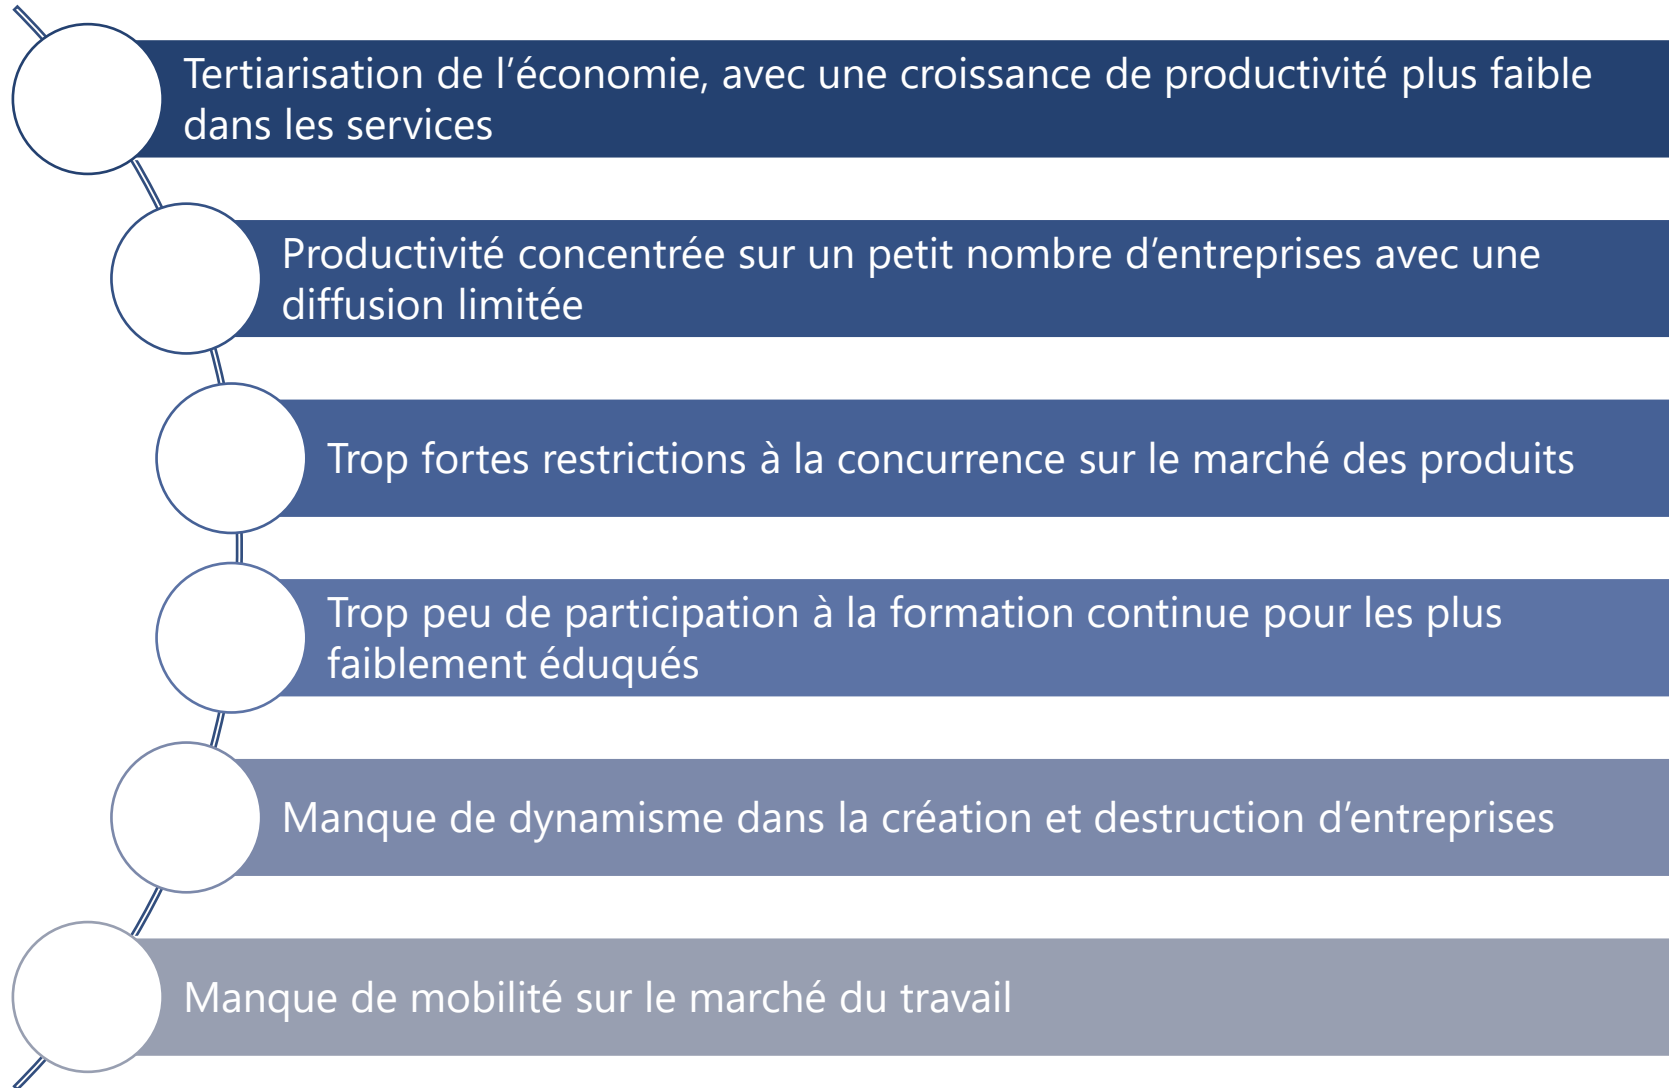 Tertiarisation de l’économie, avec une croissance de productivité plus faible
dans les services
Productivité concentrée sur un petit nombre d’entreprises avec une
diffusion limitée
Trop fortes restrictions à la concurrence sur le marché des produits
Trop peu de participation à la formation continue pour les plus
faiblement éduqués
Manque de dynamisme dans la création et destruction d’entreprises
Manque de mobilité sur le marché du travail